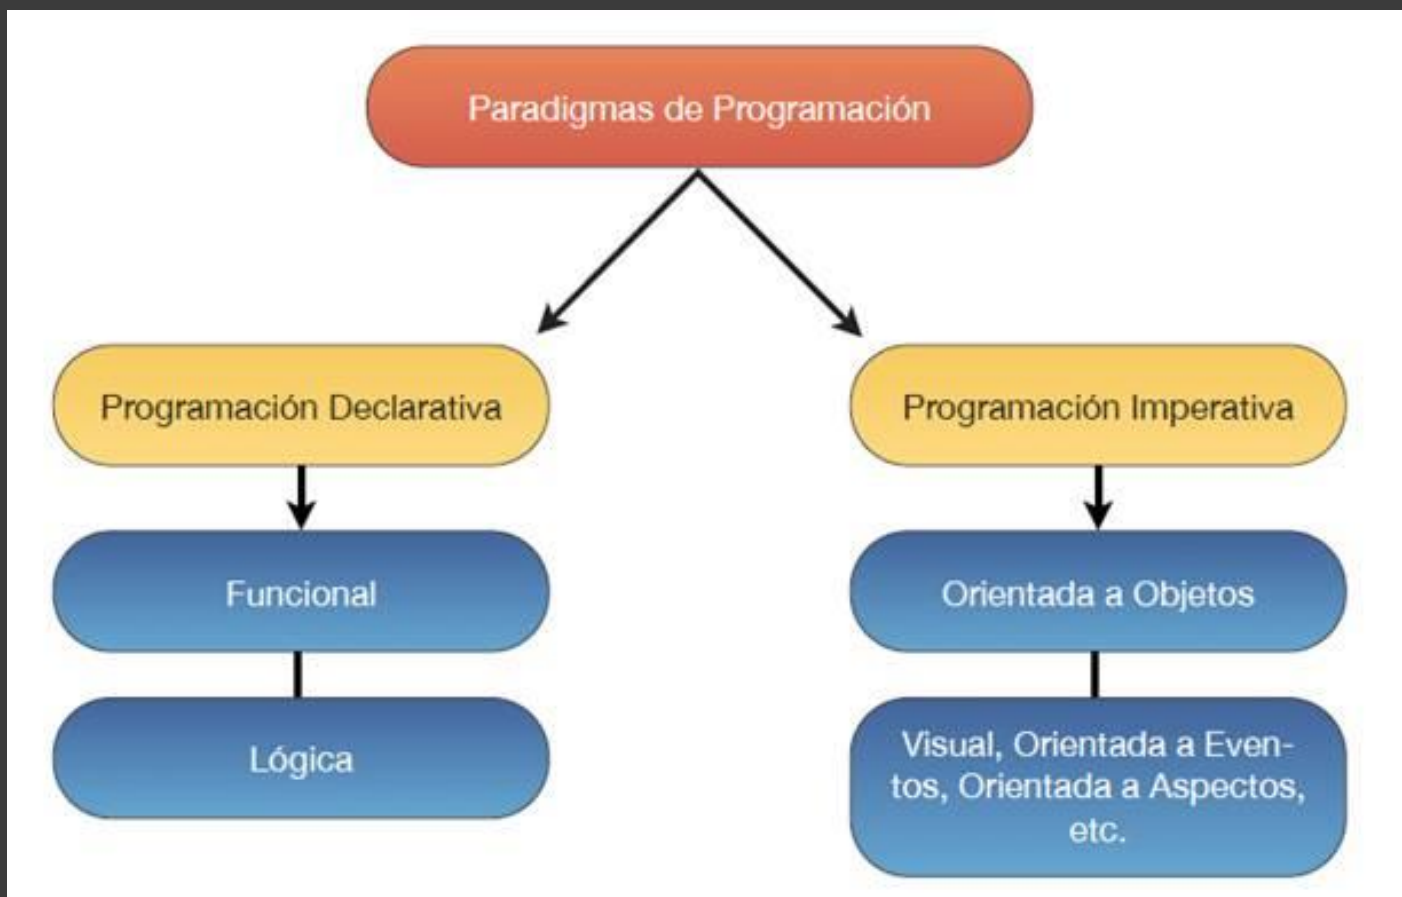 Paradigmas de Programación
Programación Declarativa
Programación Imperativa
Funcional
Orientada a Objetos
Lógica
Visual, Orientada a Even-
tos, Orientada a Aspectos,
etc.